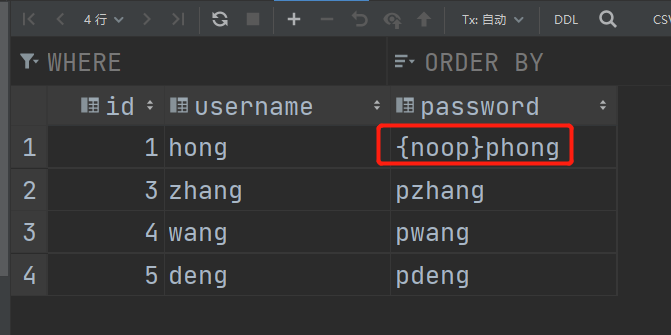 4 行 Tx: 自动 DDL CSV
WHERE ORDER BY
id username password
1 1 hong {noop}phong
2 3 zhang pzhang
3 4 wang pwang
4 5 deng pdeng